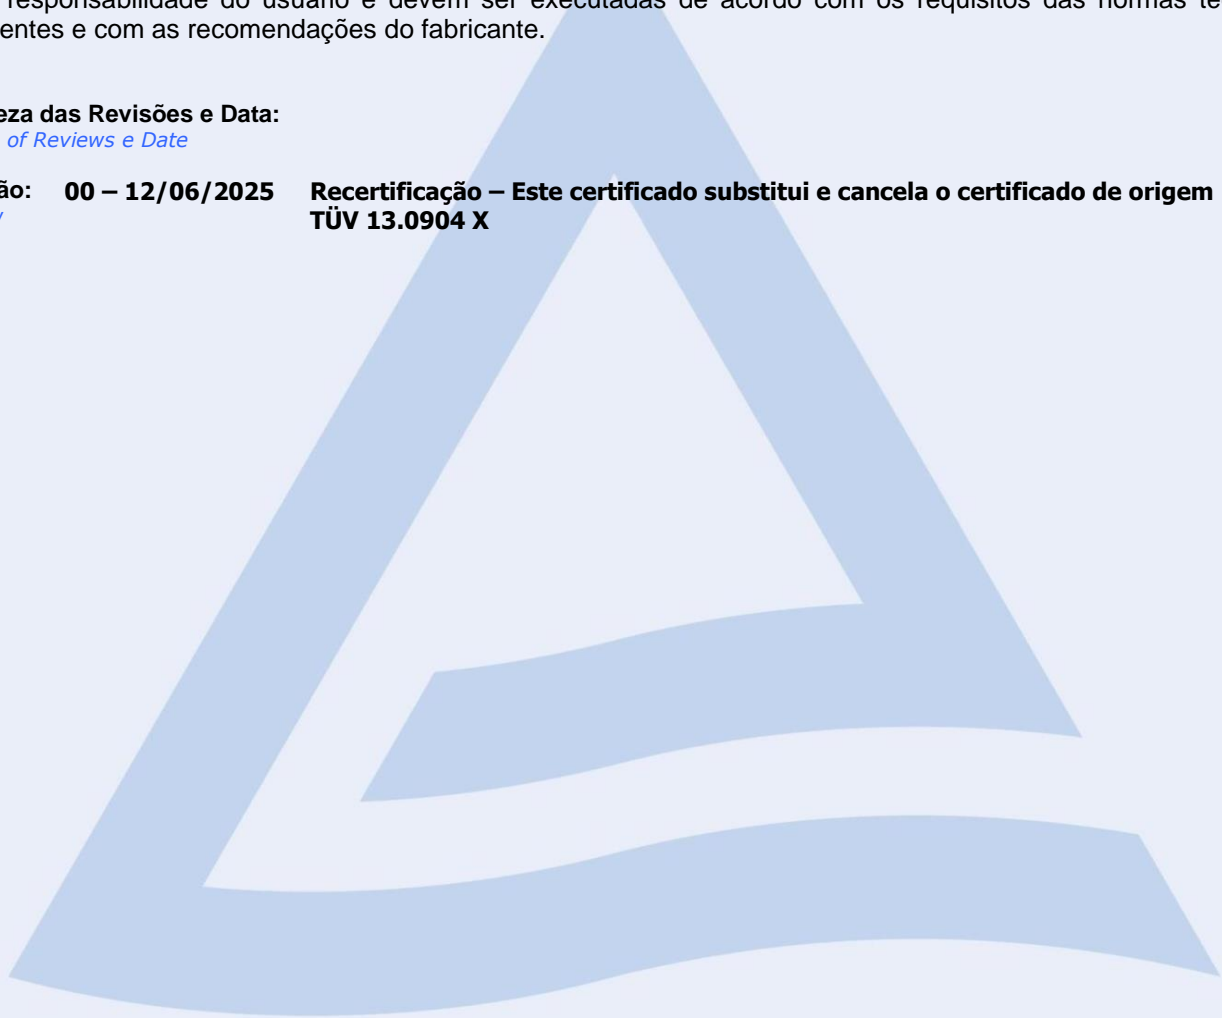 responsabilidade do usuário e devem ser executadas de acordo com os requisitos das normas te
entes e com as recomendações do fabricante.
eza das Revisões e Data:
of Reviews e Date
ão: 00 – 12/06/2025 Recertificação – Este certificado substitui e cancela o certificado de origem
TÜV 13.0904 X